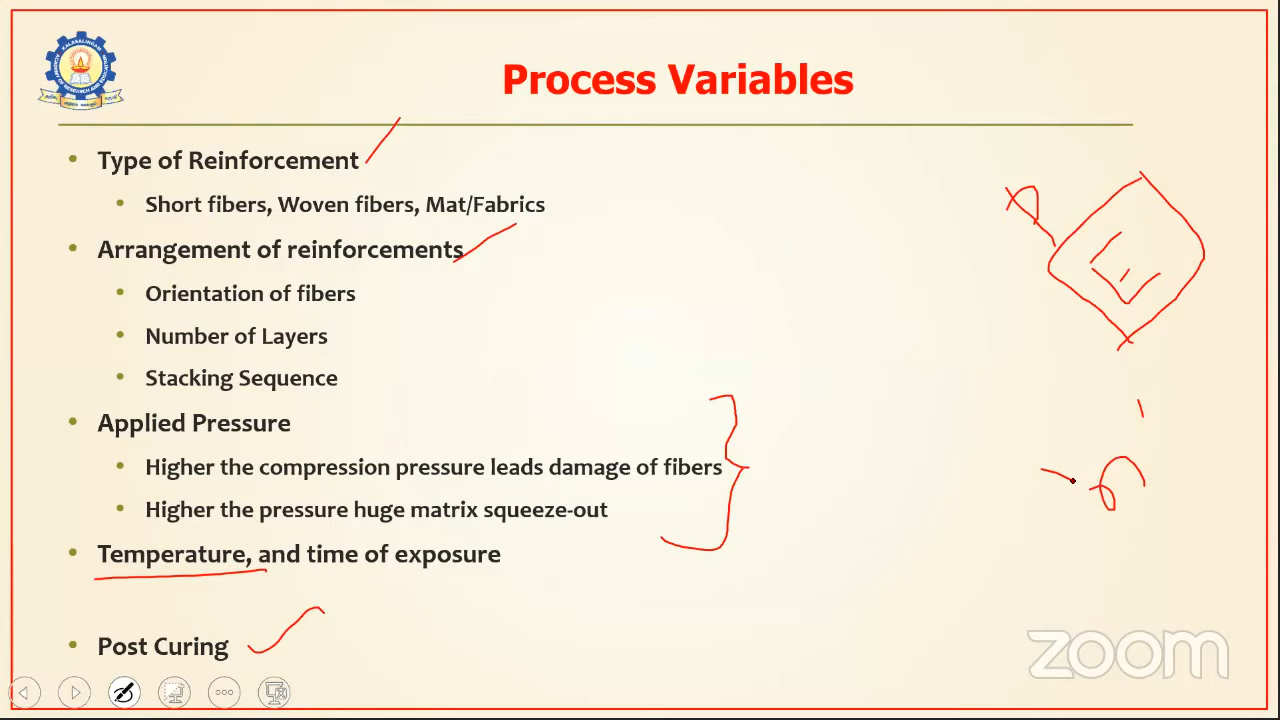 Process Variables
• Type of Reinforcement
• Short fibers, Woven fibers, Mat/Fabrics
• Arrangement of reinforcements
• Orientation of fibers
• Number of Layers
• Stacking Sequence
• Applied Pressure
• Higher the compression pressure leads damage of fibers
• Higher the pressure huge matrix squeeze-out
• Temperature, and time of exposure
• Post Curing
zoom